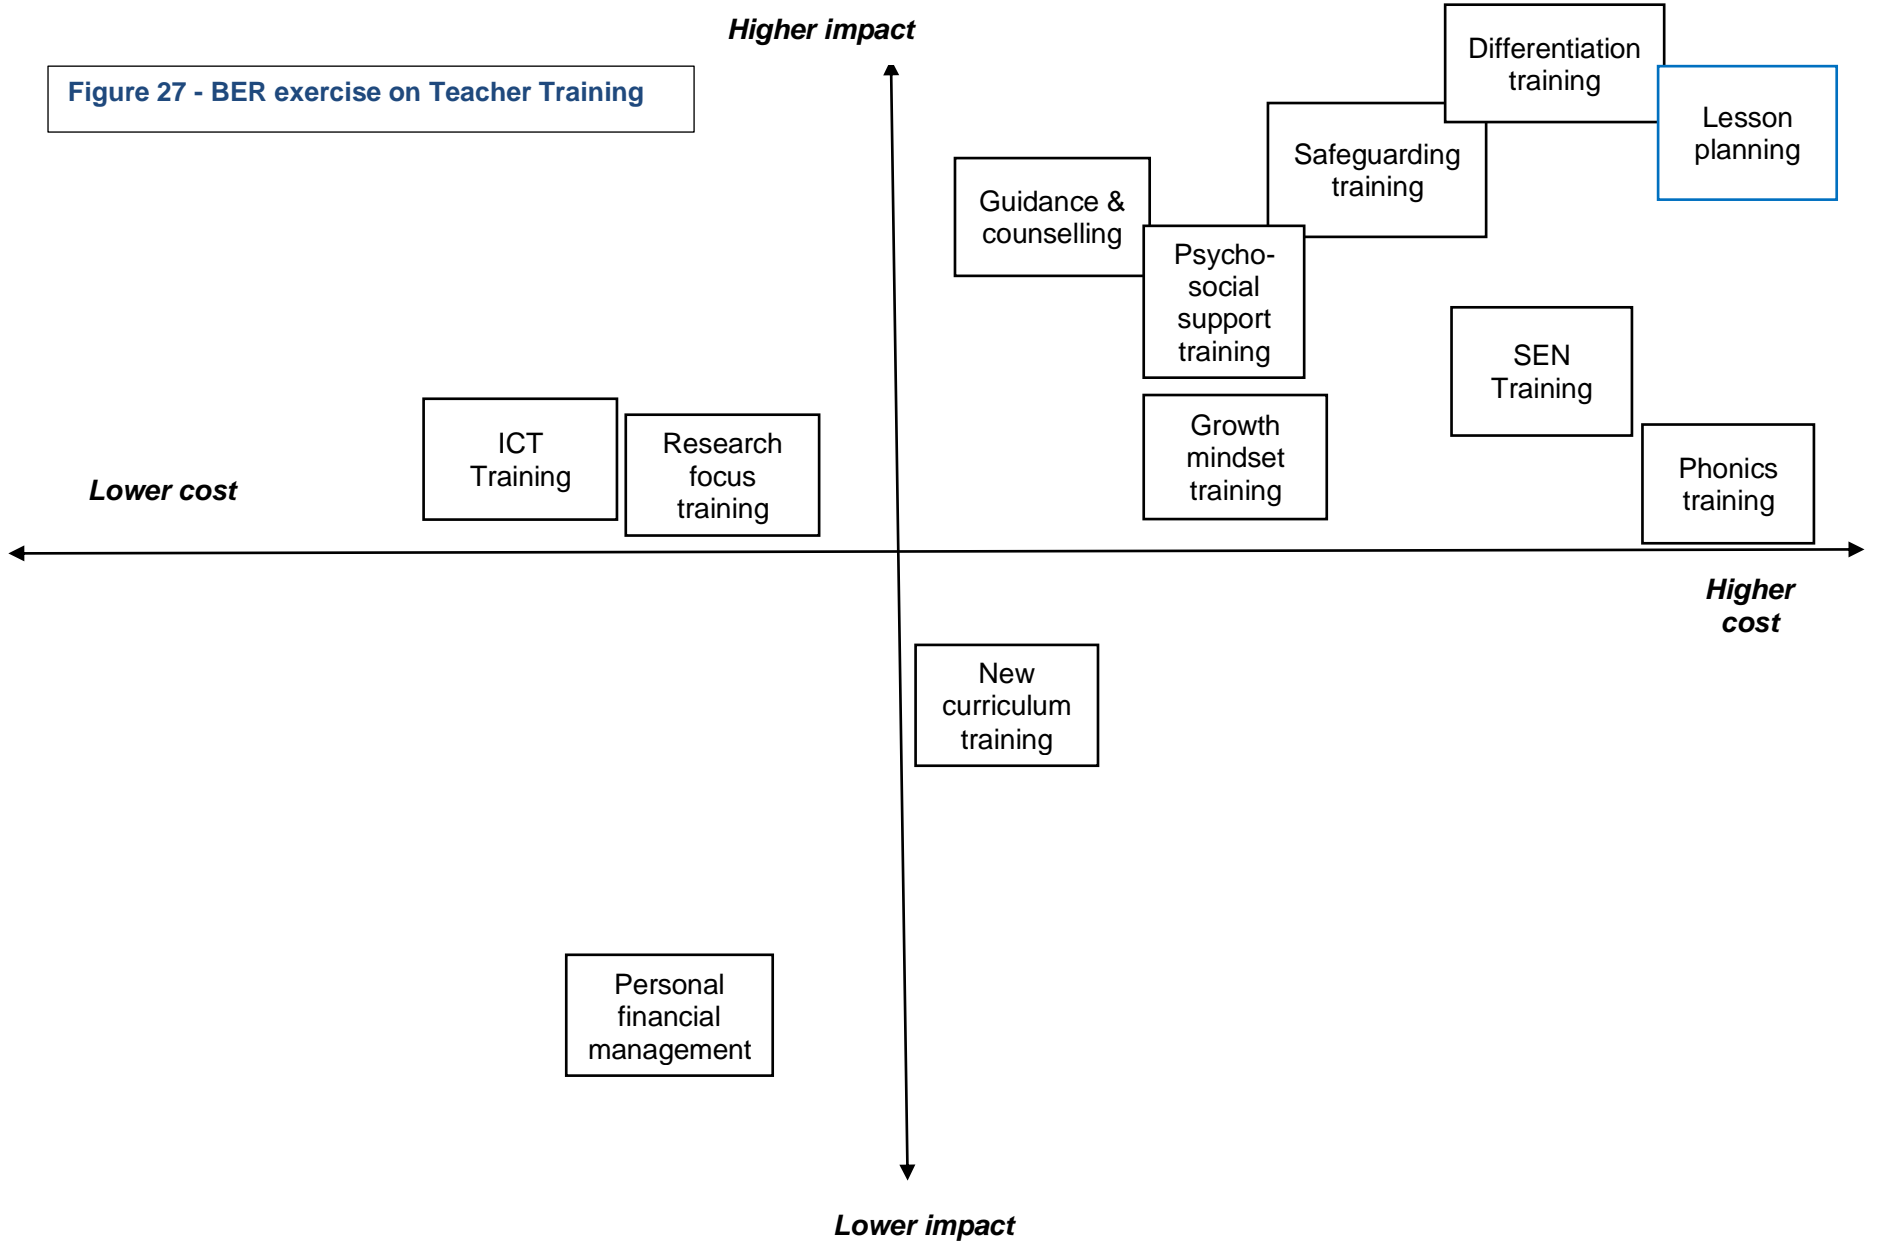 Higher impact
Figure 27 - BER exercise on Teacher Training
Differentiation
training
Lesson
planning
Safeguarding
training
Guidance &
counselling
Psycho-
social
support
training
SEN
Training
Growth
mindset
training
Phonics
training
ICT
Training
Research
focus
training
Lower cost
Higher
cost
New
curriculum
training
Personal
financial
management
Lower impact